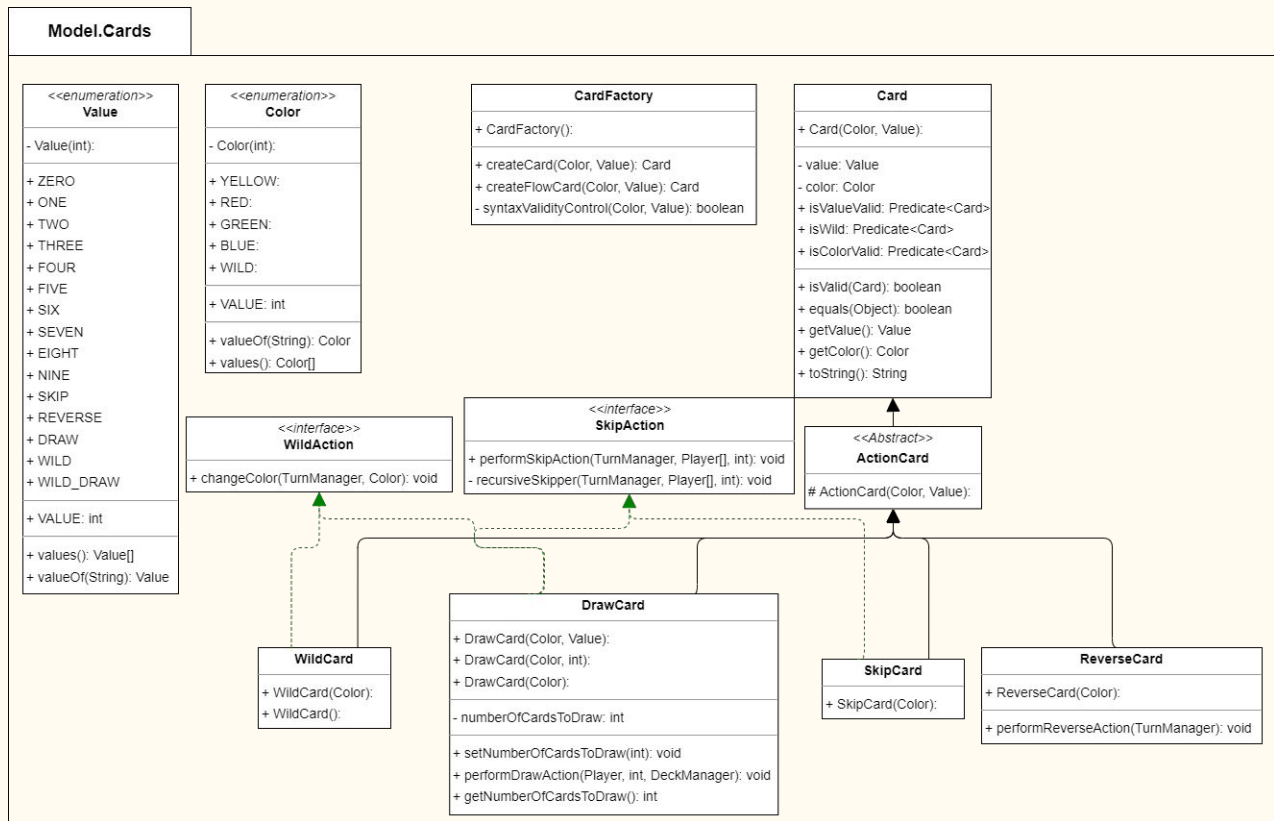 Model.Cards
<<enumeration>>
Value
- Value(int):
+ ZERO
+ ONE
+ TWO
+ THREE
+ FOUR
+ FIVE
+ SIX
+ SEVEN
+ EIGHT
+ NINE
+ SKIP
+ REVERSE
+ DRAW
+ WILD
+ WILD_DRAW
+ VALUE: int
+ values(): Value[]
+ valueOf(String): Value
<<enumeration>>
Color
- Color(int):
+ YELLOW:
+ RED:
+ GREEN:
+ BLUE:
+ WILD:
+ VALUE: int
+ valueOf(String): Color
+ values(): Color[]
CardFactory
+ CardFactory():
+ createCard(Color, Value): Card
+ createFlowCard(Color, Value): Card
- syntaxValidityControl(Color, Value): boolean
Card
+ Card(Color, Value):
- value: Value
- color: Color
+ isValueValid: Predicate<Card>
+ isWild: Predicate<Card>
+ isColorValid: Predicate<Card>
+ isValid(Card): boolean
+ equals(Object): boolean
+ getValue(): Value
+ getColor(): Color
+ toString(): String
<<interface>>
WildAction
+ changeColor(TurnManager, Color): void
<<interface>>
SkipAction
+ performSkipAction(TurnManager, Player[], int): void
- recursiveSkipper(TurnManager, Player[], int): void
<<Abstract>>
ActionCard
# ActionCard(Color, Value):
WildCard
+ WildCard(Color):
+ WildCard():
DrawCard
+ DrawCard(Color, Value):
+ DrawCard(Color, int):
+ DrawCard(Color):
- numberOfCardsToDraw: int
+ setNumberOfCardsToDraw(int): void
+ performDrawAction(Player, int, DeckManager): void
+ getNumberOfCardsToDraw(): int
SkipCard
+ SkipCard(Color):
ReverseCard
+ ReverseCard(Color):
+ performReverseAction(TurnManager): void